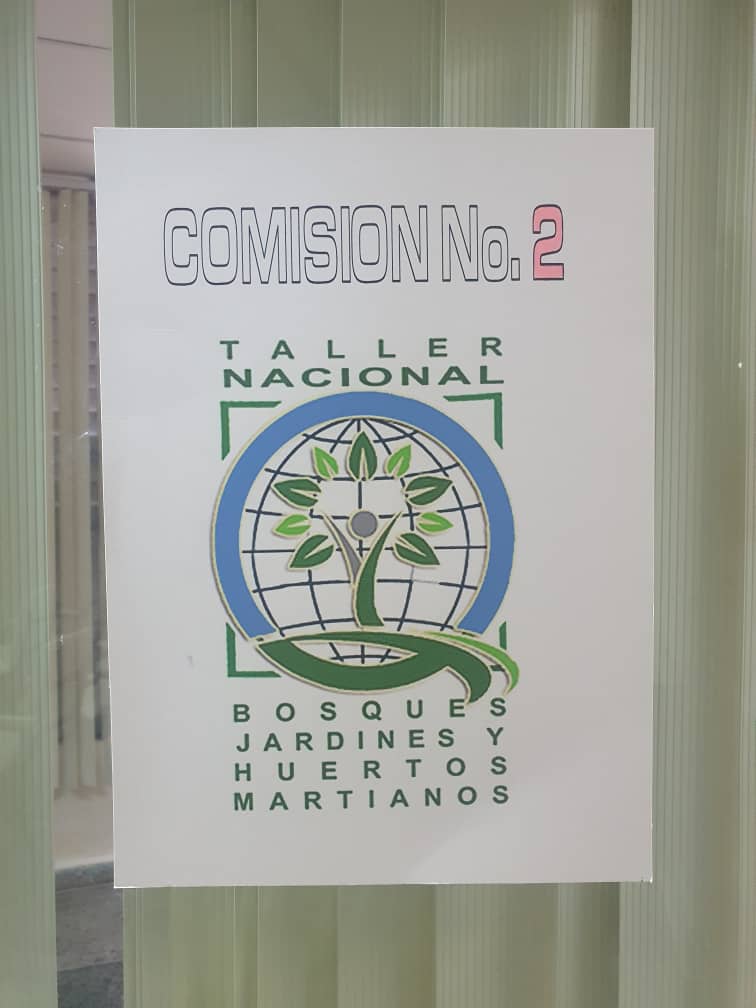 COMISION No. 2
TALLER
NACIONAL
BOSQUES
JARDINES Y
HUERTOS
MARTIANOS